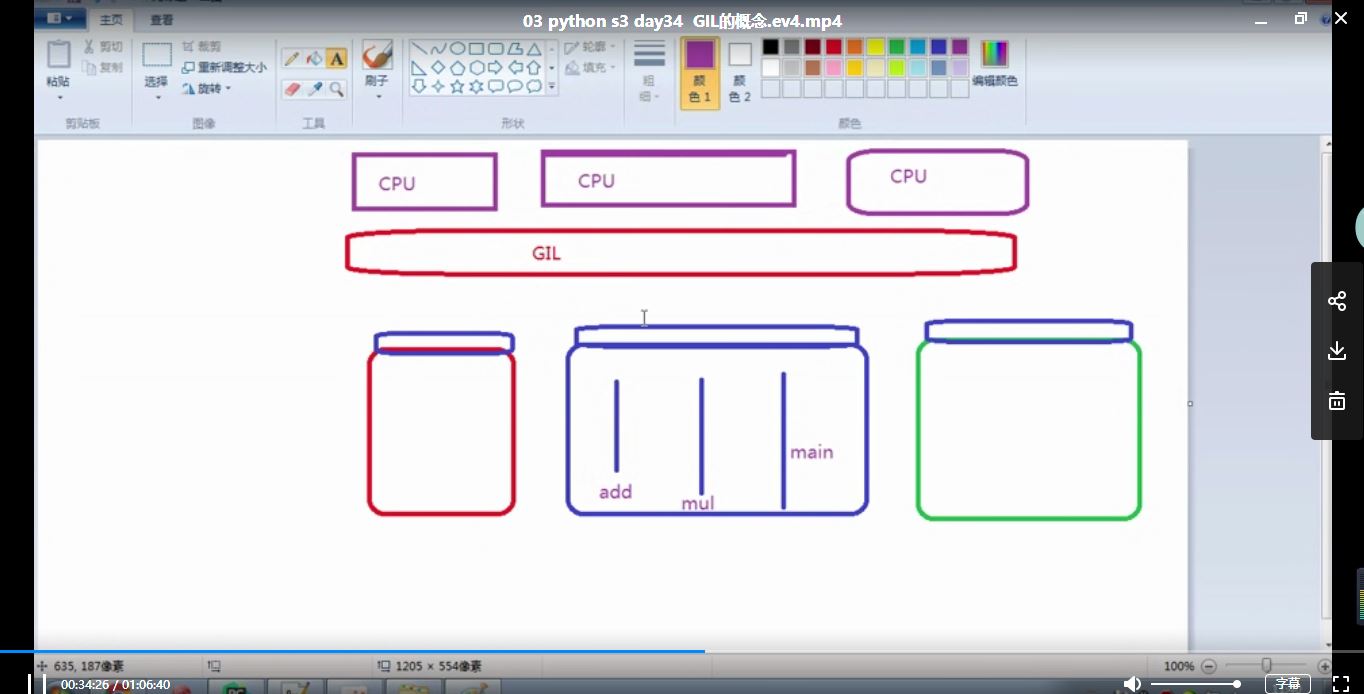 03 python s3 day34 GIL的概念.ev4.mp4
主页 查看
粘贴
剪切
复制
剪贴板
选择
裁剪
重新调整大小
旋转
图像
A
工具
刷子
轮廓
填充
形状
粗
细
颜
色 1
颜
色 2
编辑颜色
颜色
CPU CPU CPU
GIL
add mul main
635, 187像素
1205 × 554像素
100%
00:34:26 / 01:06:40
字幕